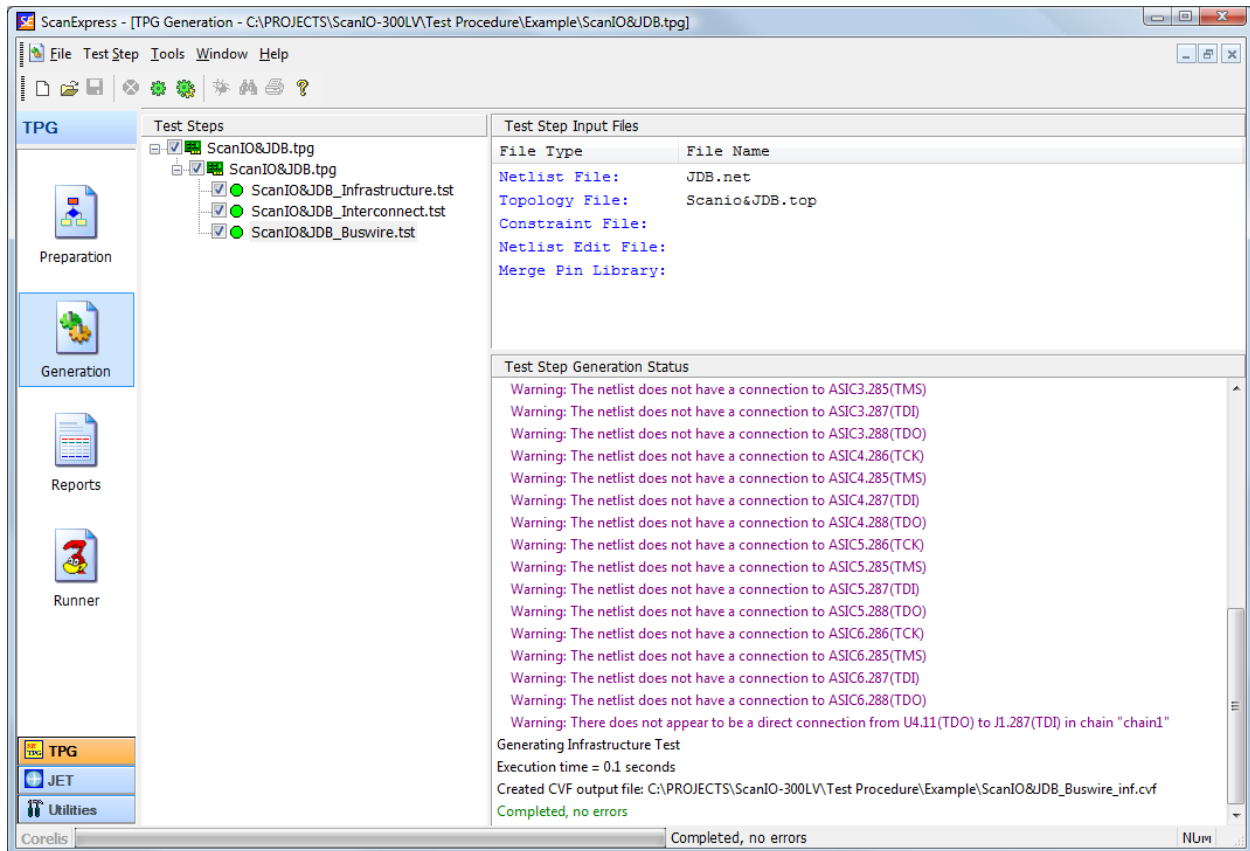 ScanExpress - [TPG Generation - C:\PROJECTS\ScanIO-300LV\Test Procedure\Example\ScanIO&JDB.tpg]
File Test Step Tools Window Help
TPG
Preparation
Generation
Reports
Runner
TPG
JET
Utilities
Test Steps
ScanIO&JDB.tpg
ScanIO&JDB.tpg
ScanIO&JDB_Infrastructure.tst
ScanIO&JDB_Interconnect.tst
ScanIO&JDB_Buswire.tst
Test Step Input Files
File Type File Name
Netlist File: JDB.net
Topology File: Scanio&JDB.top
Constraint File:
Netlist Edit File:
Merge Pin Library:
Test Step Generation Status
Warning: The netlist does not have a connection to ASIC3.285(TMS)
Warning: The netlist does not have a connection to ASIC3.287(TDI)
Warning: The netlist does not have a connection to ASIC3.288(TDO)
Warning: The netlist does not have a connection to ASIC4.286(TCK)
Warning: The netlist does not have a connection to ASIC4.285(TMS)
Warning: The netlist does not have a connection to ASIC4.287(TDI)
Warning: The netlist does not have a connection to ASIC4.288(TDO)
Warning: The netlist does not have a connection to ASIC5.286(TCK)
Warning: The netlist does not have a connection to ASIC5.285(TMS)
Warning: The netlist does not have a connection to ASIC5.287(TDI)
Warning: The netlist does not have a connection to ASIC5.288(TDO)
Warning: The netlist does not have a connection to ASIC6.286(TCK)
Warning: The netlist does not have a connection to ASIC6.285(TMS)
Warning: The netlist does not have a connection to ASIC6.287(TDI)
Warning: The netlist does not have a connection to ASIC6.288(TDO)
Warning: There does not appear to be a direct connection from U4.11(TDO) to J1.287(TDI) in chain "chain1"
Generating Infrastructure Test
Execution time = 0.1 seconds
Created CVF output file: C:\PROJECTS\ScanIO-300LV\Test Procedure\Example\ScanIO&JDB_Buswire_inf.cvf
Completed, no errors
Corelis Completed, no errors NUM